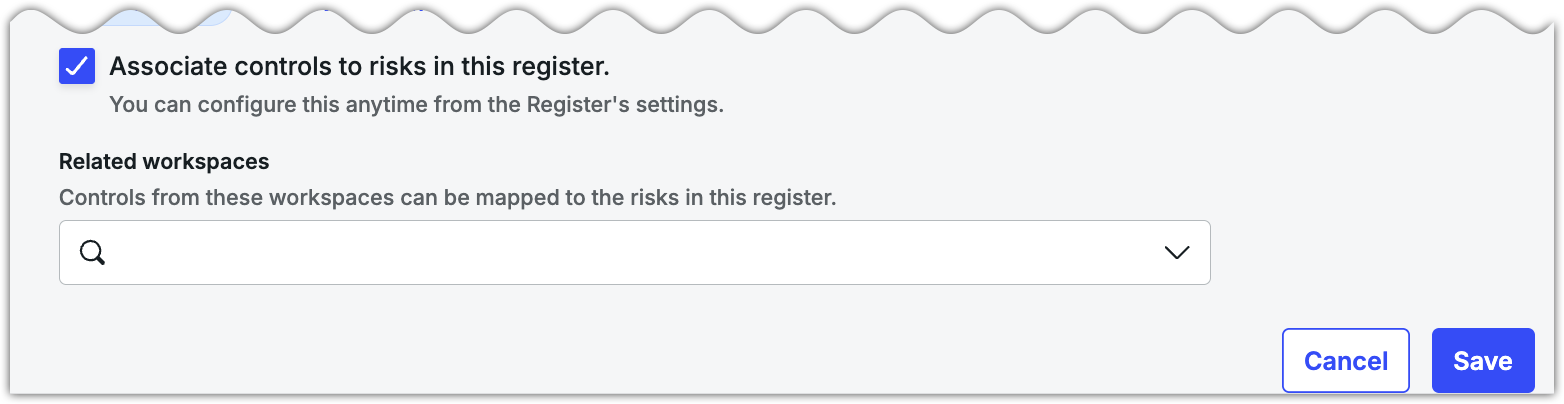 Associate controls to risks in this register.
You can configure this anytime from the Register's settings.
Related workspaces
Controls from these workspaces can be mapped to the risks in this register.
Cancel
Save